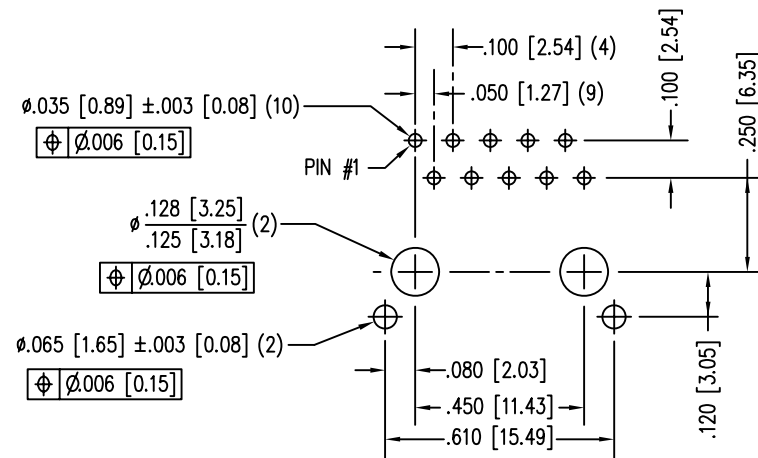 .100 [2.54] (4)
.050 [1.27] (9)
.100 [2.54]
.250 [6.35]
ø.035 [0.89] ±.003 [0.08] (10)
⌖ Ø.006 [0.15]
PIN #1
ø .128 [3.25]
.125 [3.18] (2)
⌖ Ø.006 [0.15]
ø.065 [1.65] ±.003 [0.08] (2)
⌖ Ø.006 [0.15]
.080 [2.03]
.450 [11.43]
.610 [15.49]
.120 [3.05]